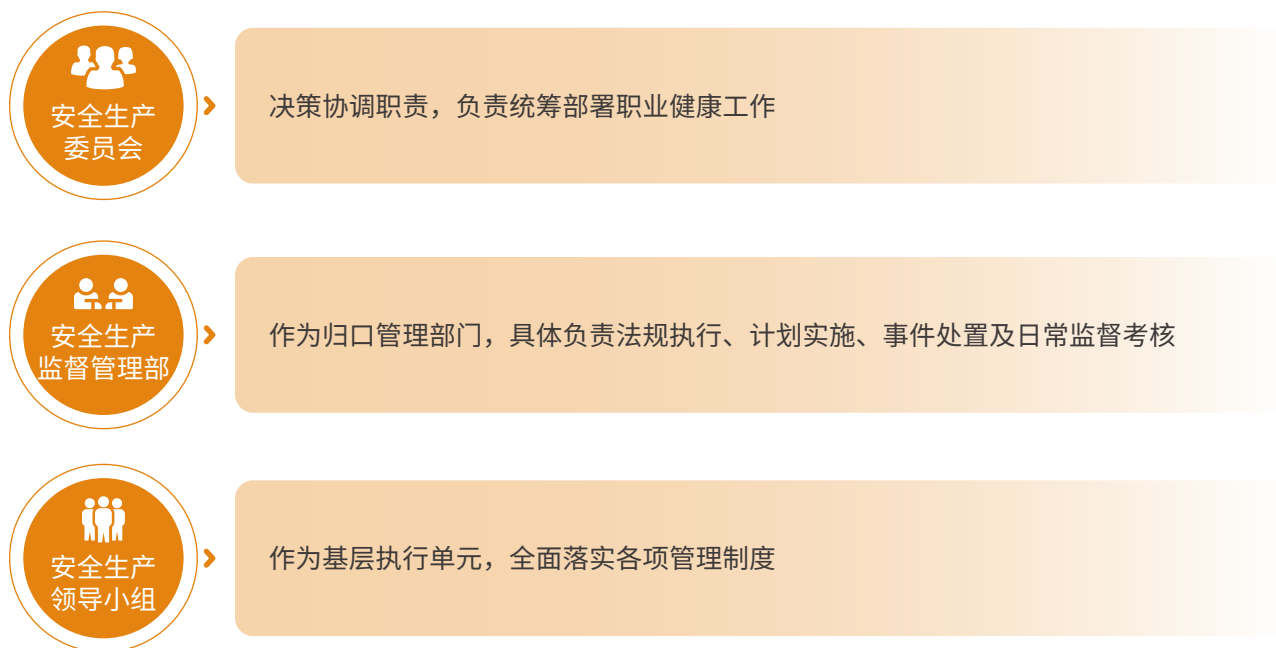 安全生产
委员会
决策协调职责，负责统筹部署职业健康工作
安全生产
监督管理部
作为归口管理部门，具体负责法规执行、计划实施、事件处置及日常监督考核
安全生产
领导小组
作为基层执行单元，全面落实各项管理制度